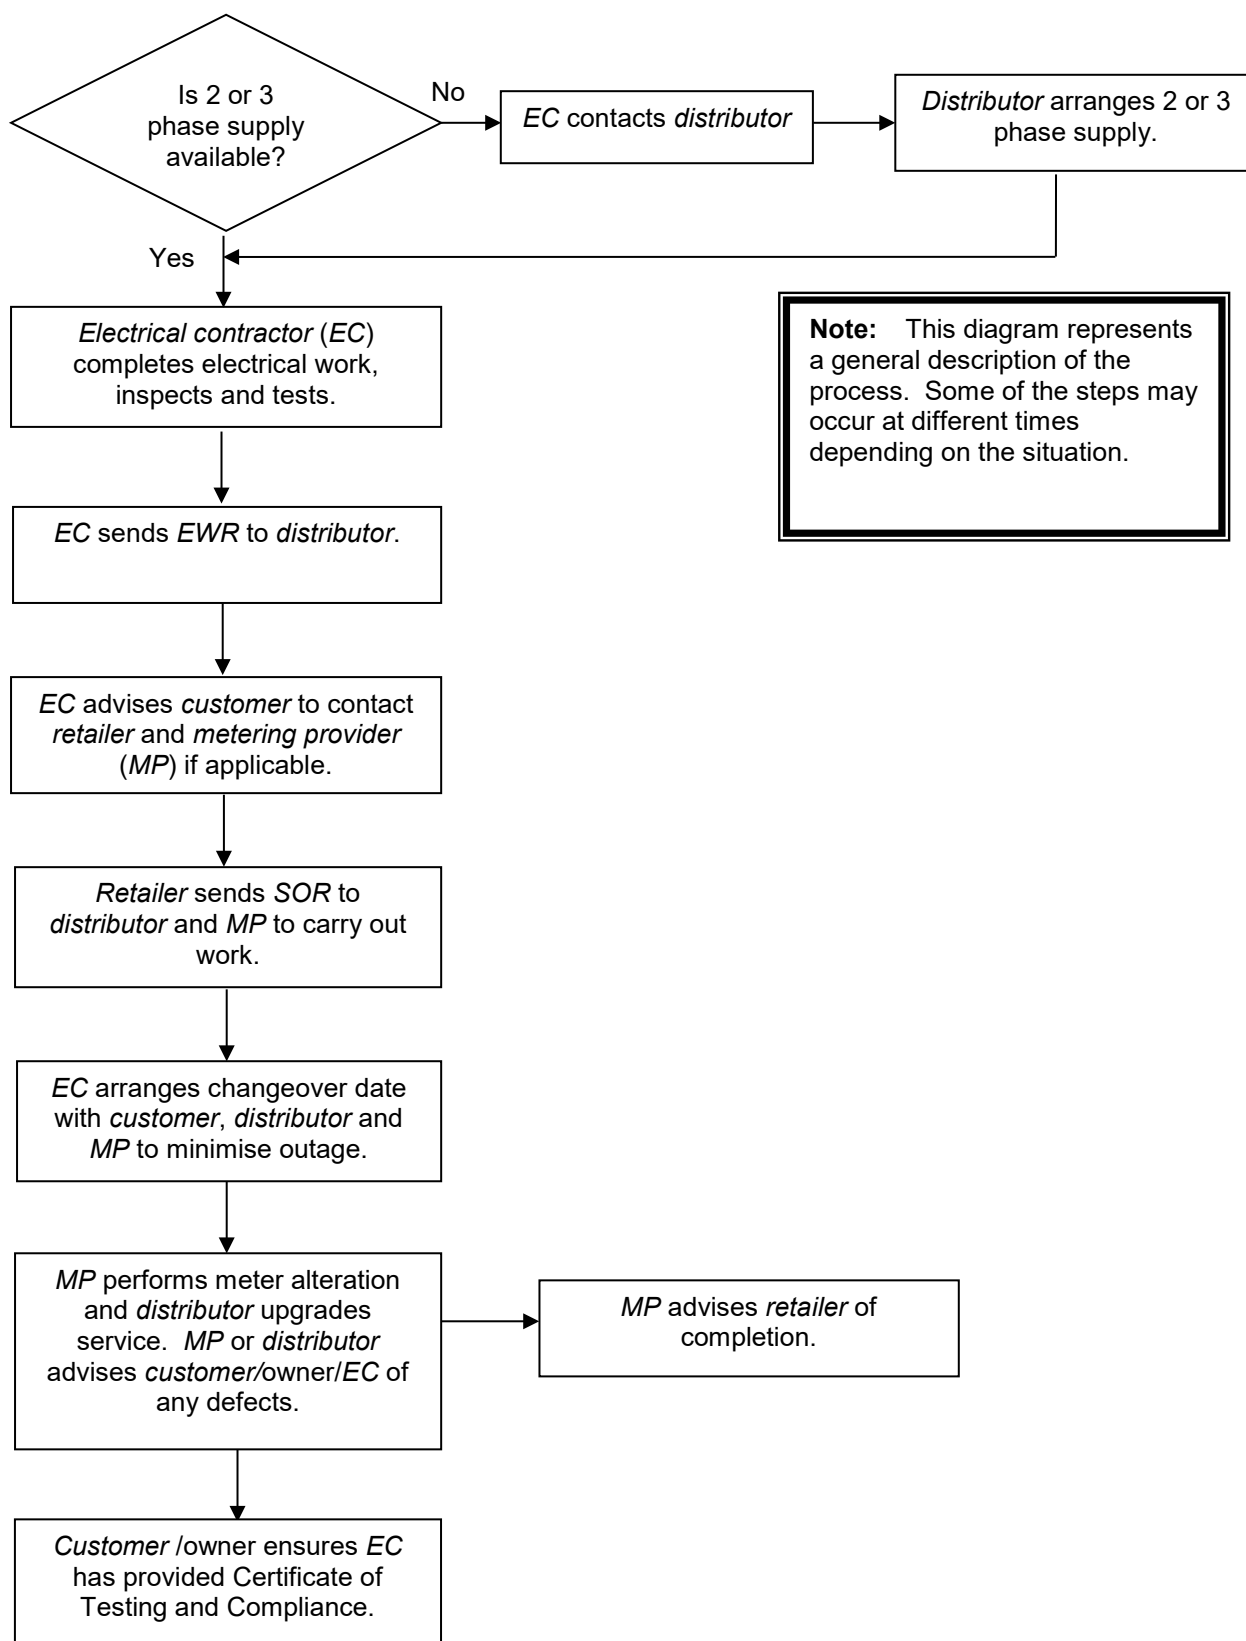 Is 2 or 3
phase supply
available?
No
EC contacts distributor
Distributor arranges 2 or 3
phase supply.
Yes
Electrical contractor (EC)
completes electrical work,
inspects and tests.
Note: This diagram represents
a general description of the
process. Some of the steps may
occur at different times
depending on the situation.
EC sends EWR to distributor.
EC advises customer to contact
retailer and metering provider
(MP) if applicable.
Retailer sends SOR to
distributor and MP to carry out
work.
EC arranges changeover date
with customer, distributor and
MP to minimise outage.
MP performs meter alteration
and distributor upgrades
service. MP or distributor
advises customer/owner/EC of
any defects.
MP advises retailer of
completion.
Customer /owner ensures EC
has provided Certificate of
Testing and Compliance.